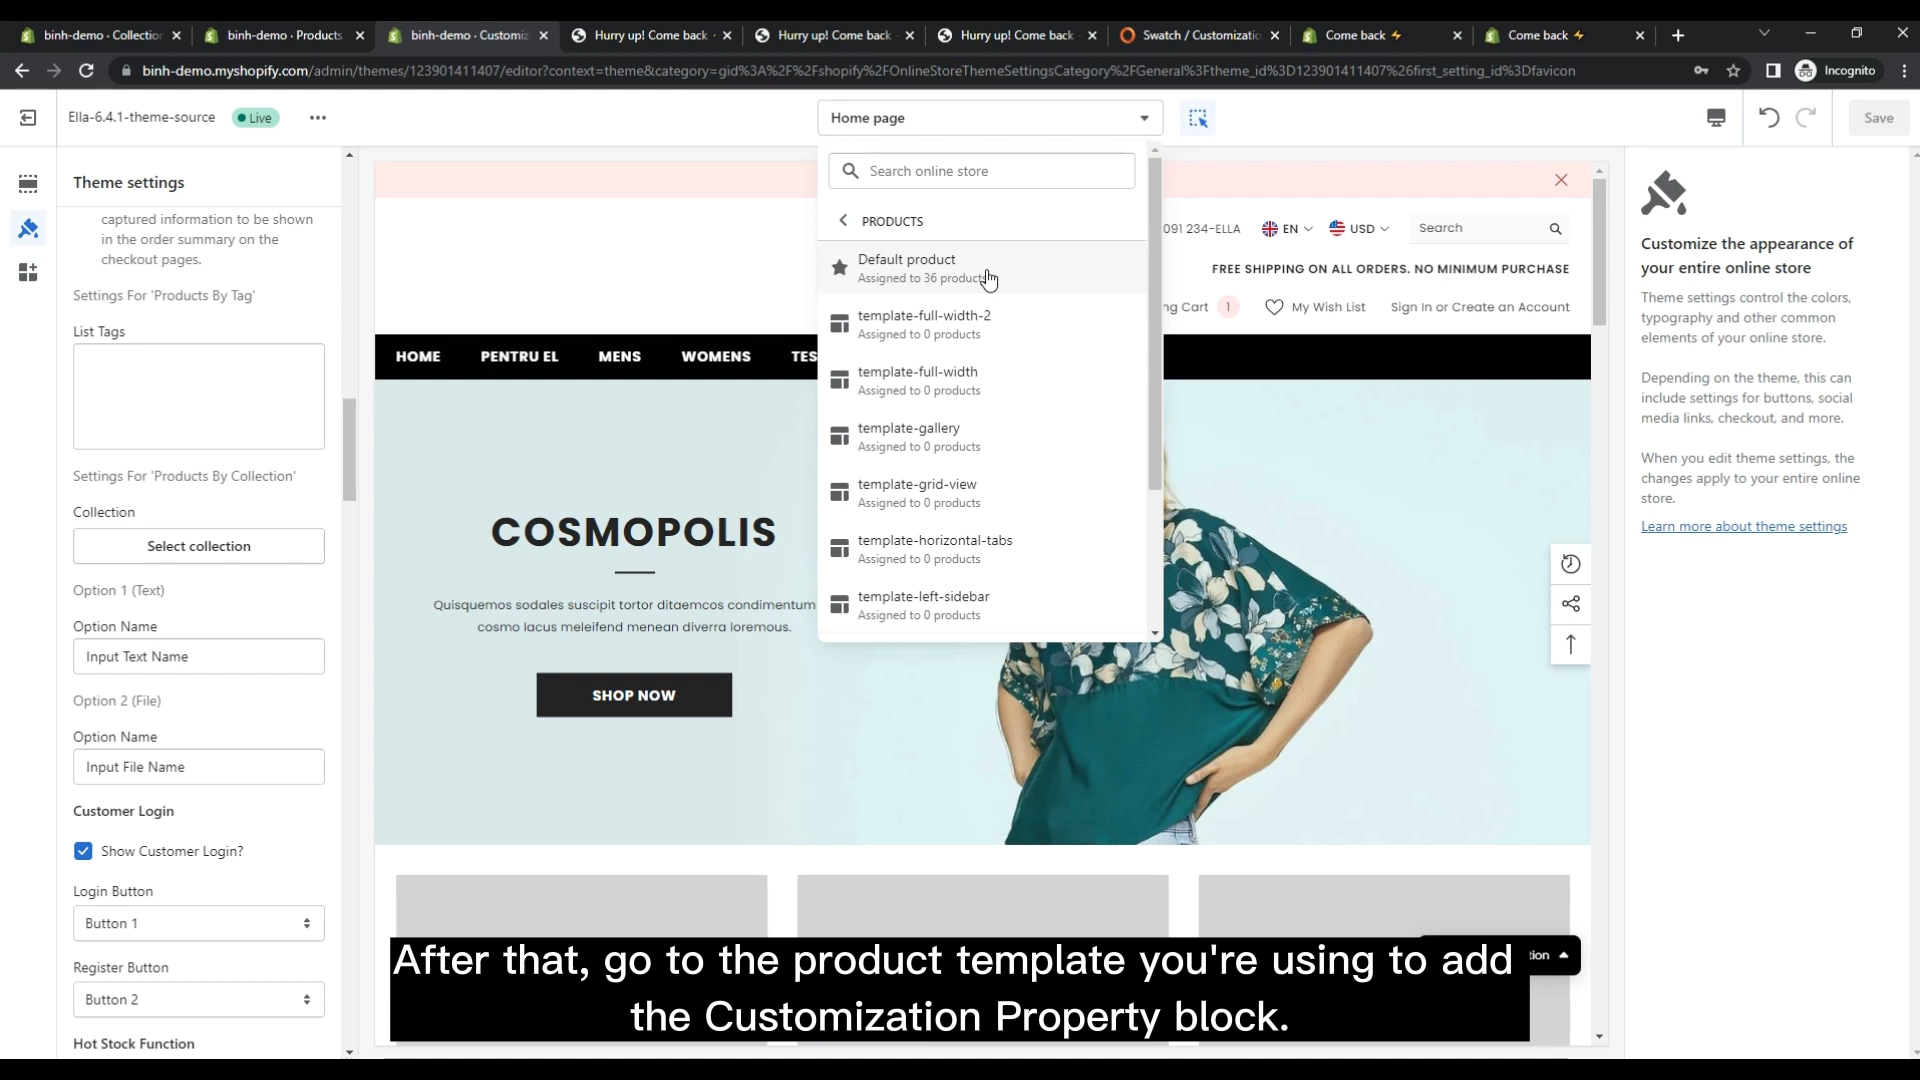 binh-demo · Collection
binh-demo · Products
binh-demo · Customiz
Hurry up! Come back
Hurry up! Come back
Hurry up! Come back
Swatch / Customizatio
Come back ⚡
Come back ⚡
binh-demo.myshopify.com/admin/themes/123901411407/editor?context=theme&category=gid%3A%2F%2Fshopify%2FOnlineStoreThemeSettingsCategory%2FGeneral%3Ftheme_id%3D123901411407%26first_setting_id%3Dfavicon
Incognito
Ella-6.4.1-theme-source
Live
Home page
Save
Theme settings
captured information to be shown
in the order summary on the
checkout pages.
Settings For 'Products By Tag'
List Tags
Settings For 'Products By Collection'
Collection
Select collection
Option 1 (Text)
Option Name
Input Text Name
Option 2 (File)
Option Name
Input File Name
Customer Login
Show Customer Login?
Login Button
Button 1
Register Button
Button 2
Hot Stock Function
Search online store
PRODUCTS
Default product
Assigned to 36 products
template-full-width-2
Assigned to 0 products
template-full-width
Assigned to 0 products
template-gallery
Assigned to 0 products
template-grid-view
Assigned to 0 products
template-horizontal-tabs
Assigned to 0 products
template-left-sidebar
Assigned to 0 products
091 234-ELLA
EN
USD
Search
FREE SHIPPING ON ALL ORDERS. NO MINIMUM PURCHASE
ng Cart 1
My Wish List
Sign In or Create an Account
HOME PENTRU EL MENS WOMENS TES
COSMOPOLIS
Quisquemos sodales suscipit tortor ditaemcos condimentum
cosmo lacus meleifend menean diverra loremous.
SHOP NOW
tion
Customize the appearance of
your entire online store
Theme settings control the colors,
typography and other common
elements of your online store.
Depending on the theme, this can
include settings for buttons, social
media links, checkout, and more.
When you edit theme settings, the
changes apply to your entire online
store.
Learn more about theme settings
After that, go to the product template you're using to add
the Customization Property block.